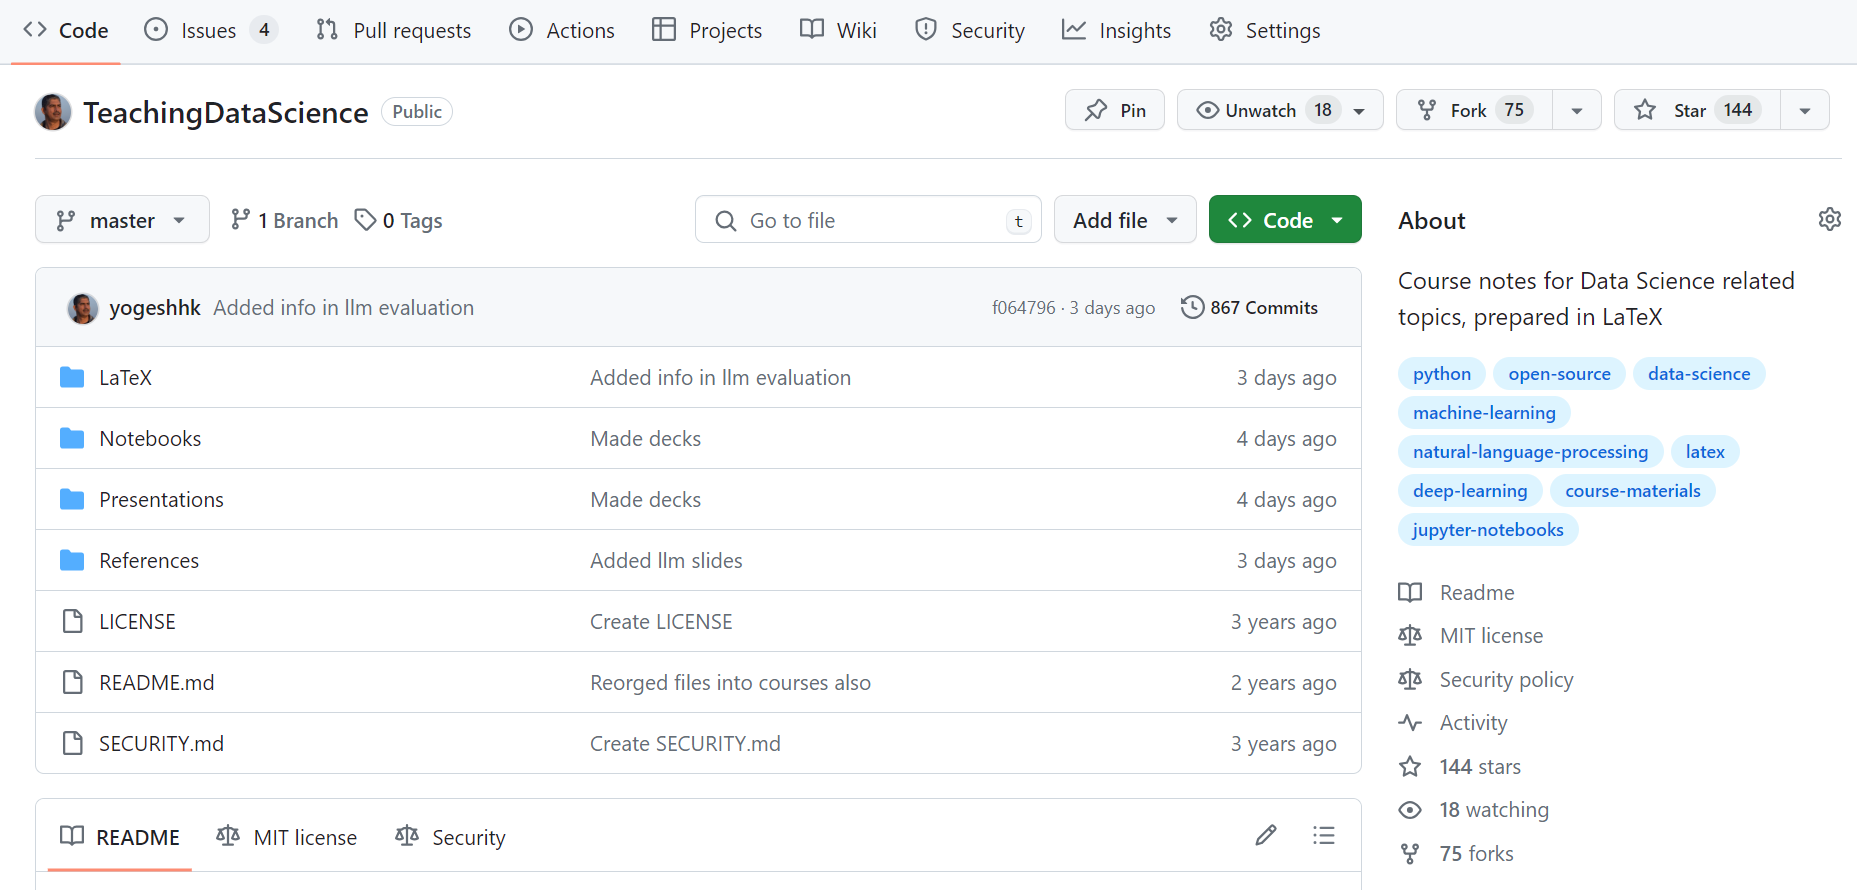 Code Issues 4 Pull requests Actions Projects Wiki Security Insights Settings
TeachingDataScience Public Pin Unwatch 18 Fork 75 Star 144
master 1 Branch 0 Tags Go to file t Add file Code
yogeshhk Added info in llm evaluation f064796 · 3 days ago 867 Commits
LaTeX Added info in llm evaluation 3 days ago
Notebooks Made decks 4 days ago
Presentations Made decks 4 days ago
References Added llm slides 3 days ago
LICENSE Create LICENSE 3 years ago
README.md Reorged files into courses also 2 years ago
SECURITY.md Create SECURITY.md 3 years ago
README MIT license Security
About
Course notes for Data Science related
topics, prepared in LaTeX
python open-source data-science
machine-learning
natural-language-processing latex
deep-learning course-materials
jupyter-notebooks
Readme
MIT license
Security policy
Activity
144 stars
18 watching
75 forks